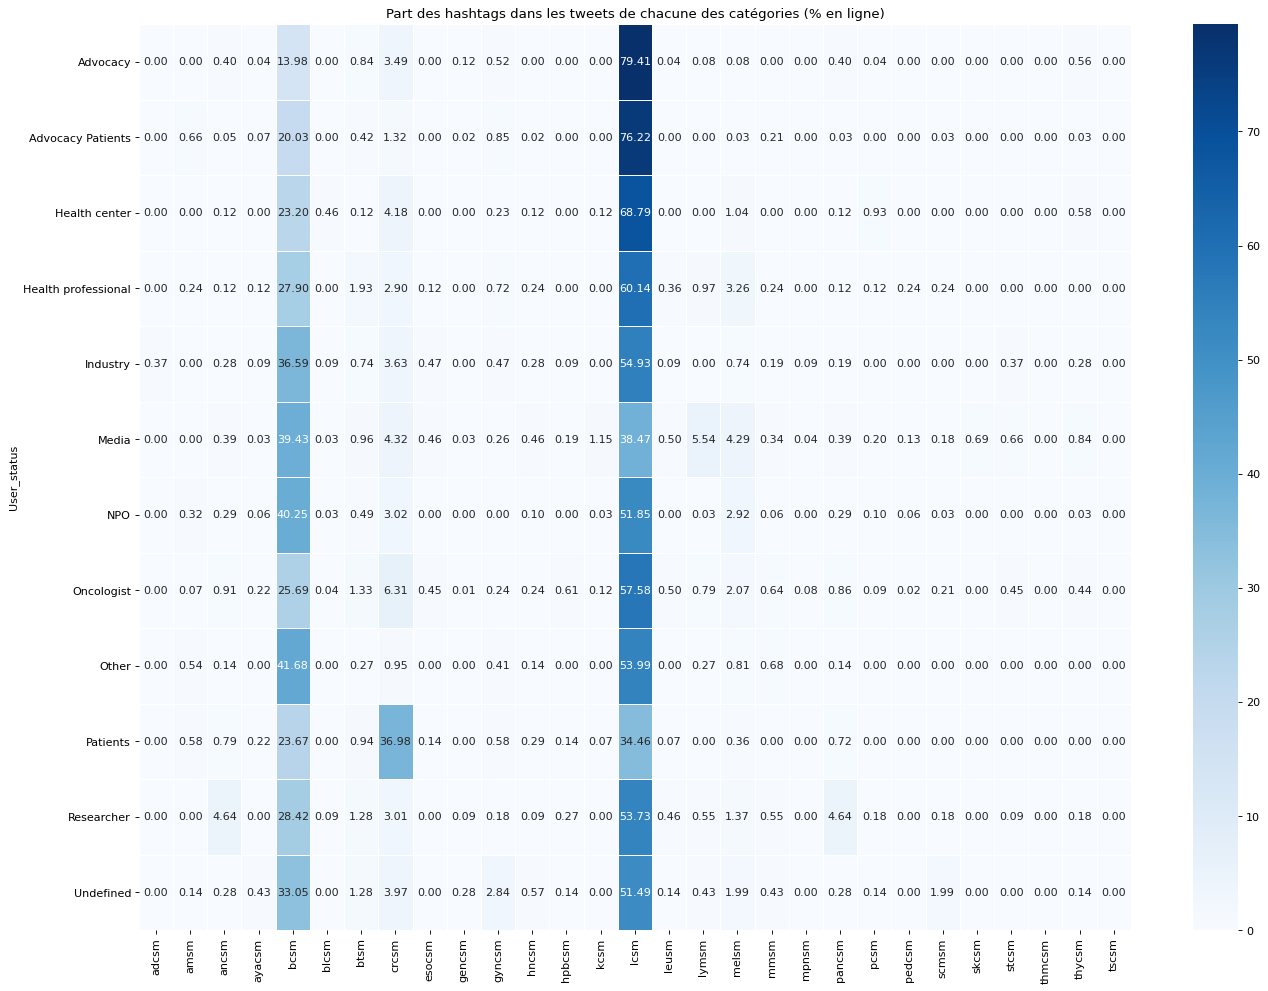 Part des hashtags dans les tweets de chacune des catégories (% en ligne)
User_status
Advocacy 0.00 0.00 0.40 0.04 13.98 0.00 0.84 3.49 0.00 0.12 0.52 0.00 0.00 0.00 79.41 0.04 0.08 0.08 0.00 0.00 0.40 0.04 0.00 0.00 0.00 0.00 0.00 0.56 0.00
Advocacy Patients 0.00 0.66 0.05 0.07 20.03 0.00 0.42 1.32 0.00 0.02 0.85 0.02 0.00 0.00 76.22 0.00 0.00 0.03 0.21 0.00 0.03 0.00 0.00 0.03 0.00 0.00 0.00 0.03 0.00
Health center 0.00 0.00 0.12 0.00 23.20 0.46 0.12 4.18 0.00 0.00 0.23 0.12 0.00 0.12 68.79 0.00 0.00 1.04 0.00 0.00 0.12 0.93 0.00 0.00 0.00 0.00 0.00 0.58 0.00
Health professional 0.00 0.24 0.12 0.12 27.90 0.00 1.93 2.90 0.12 0.00 0.72 0.24 0.00 0.00 60.14 0.36 0.97 3.26 0.24 0.00 0.12 0.12 0.24 0.24 0.00 0.00 0.00 0.00 0.00
Industry 0.37 0.00 0.28 0.09 36.59 0.09 0.74 3.63 0.47 0.00 0.47 0.28 0.09 0.00 54.93 0.09 0.00 0.74 0.19 0.09 0.19 0.00 0.00 0.00 0.00 0.37 0.00 0.28 0.00
Media 0.00 0.00 0.39 0.03 39.43 0.03 0.96 4.32 0.46 0.03 0.26 0.46 0.19 1.15 38.47 0.50 5.54 4.29 0.34 0.04 0.39 0.20 0.13 0.18 0.69 0.66 0.00 0.84 0.00
NPO 0.00 0.32 0.29 0.06 40.25 0.03 0.49 3.02 0.00 0.00 0.00 0.10 0.00 0.03 51.85 0.00 0.03 2.92 0.06 0.00 0.29 0.10 0.06 0.03 0.00 0.00 0.00 0.03 0.00
Oncologist 0.00 0.07 0.91 0.22 25.69 0.04 1.33 6.31 0.45 0.01 0.24 0.24 0.61 0.12 57.58 0.50 0.79 2.07 0.64 0.08 0.86 0.09 0.02 0.21 0.00 0.45 0.00 0.44 0.00
Other 0.00 0.54 0.14 0.00 41.68 0.00 0.27 0.95 0.00 0.00 0.41 0.14 0.00 0.00 53.99 0.00 0.27 0.81 0.68 0.00 0.14 0.00 0.00 0.00 0.00 0.00 0.00 0.00 0.00
Patients 0.00 0.58 0.79 0.22 23.67 0.00 0.94 36.98 0.14 0.00 0.58 0.29 0.14 0.07 34.46 0.07 0.00 0.36 0.00 0.00 0.72 0.00 0.00 0.00 0.00 0.00 0.00 0.00 0.00
Researcher 0.00 0.00 4.64 0.00 28.42 0.09 1.28 3.01 0.00 0.09 0.18 0.09 0.27 0.00 53.73 0.46 0.55 1.37 0.55 0.00 4.64 0.18 0.00 0.18 0.00 0.09 0.00 0.18 0.00
Undefined 0.00 0.14 0.28 0.43 33.05 0.00 1.28 3.97 0.00 0.28 2.84 0.57 0.14 0.00 51.49 0.14 0.43 1.99 0.43 0.00 0.28 0.14 0.00 1.99 0.00 0.00 0.00 0.14 0.00
adcsm amsm ancsm ayacsm bcsm blcsm btsm crcsm esocsm gencsm gyncsm hncsm hpbcsm kcsm lcsm leusm lymsm melsm mmsm mpnsm pancsm pcsm pedcsm scmsm skcsm stcsm thmcsm thycsm tscsm
70
60
50
40
30
20
10
0